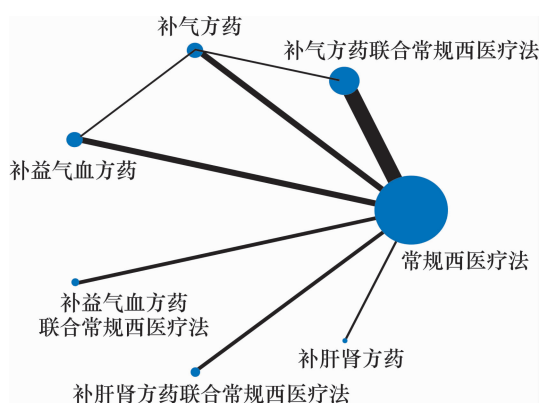 补气方药
补气方药联合常规西医疗法
补益气血方药
常规西医疗法
补益气血方药
联合常规西医疗法
补肝肾方药
补肝肾方药联合常规西医疗法